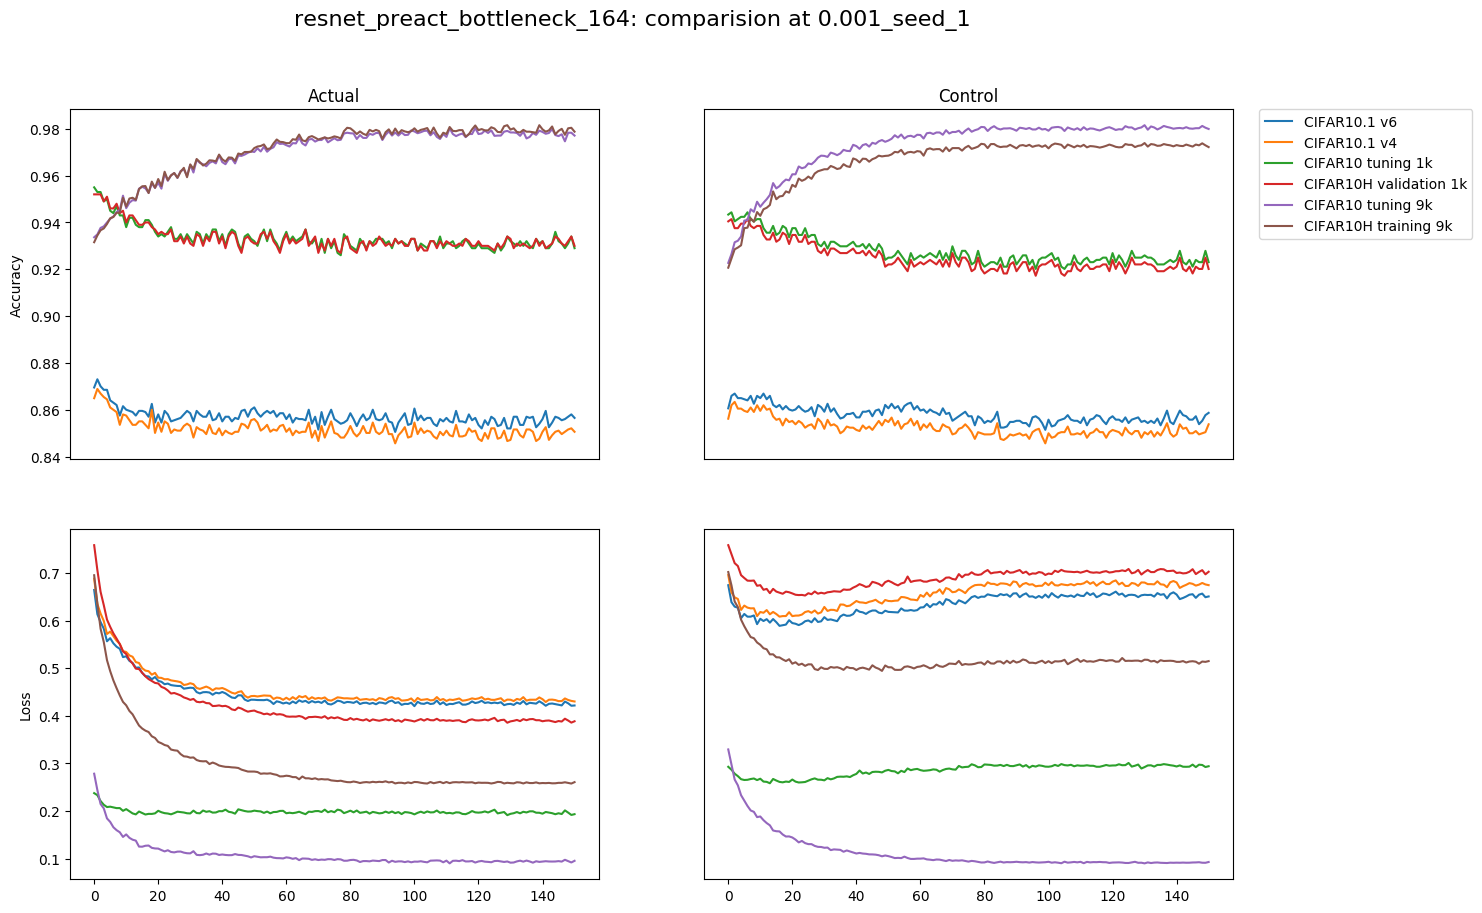 resnet_preact_bottleneck_164: comparision at 0.001_seed_1
Actual
Control
0.98
0.96
0.94
0.92
0.90
0.88
0.86
0.84
Accuracy
CIFAR10.1 v6
CIFAR10.1 v4
CIFAR10 tuning 1k
CIFAR10H validation 1k
CIFAR10 tuning 9k
CIFAR10H training 9k
0.7
0.6
0.5
0.4
0.3
0.2
0.1
Loss
0 20 40 60 80 100 120 140
0 20 40 60 80 100 120 140